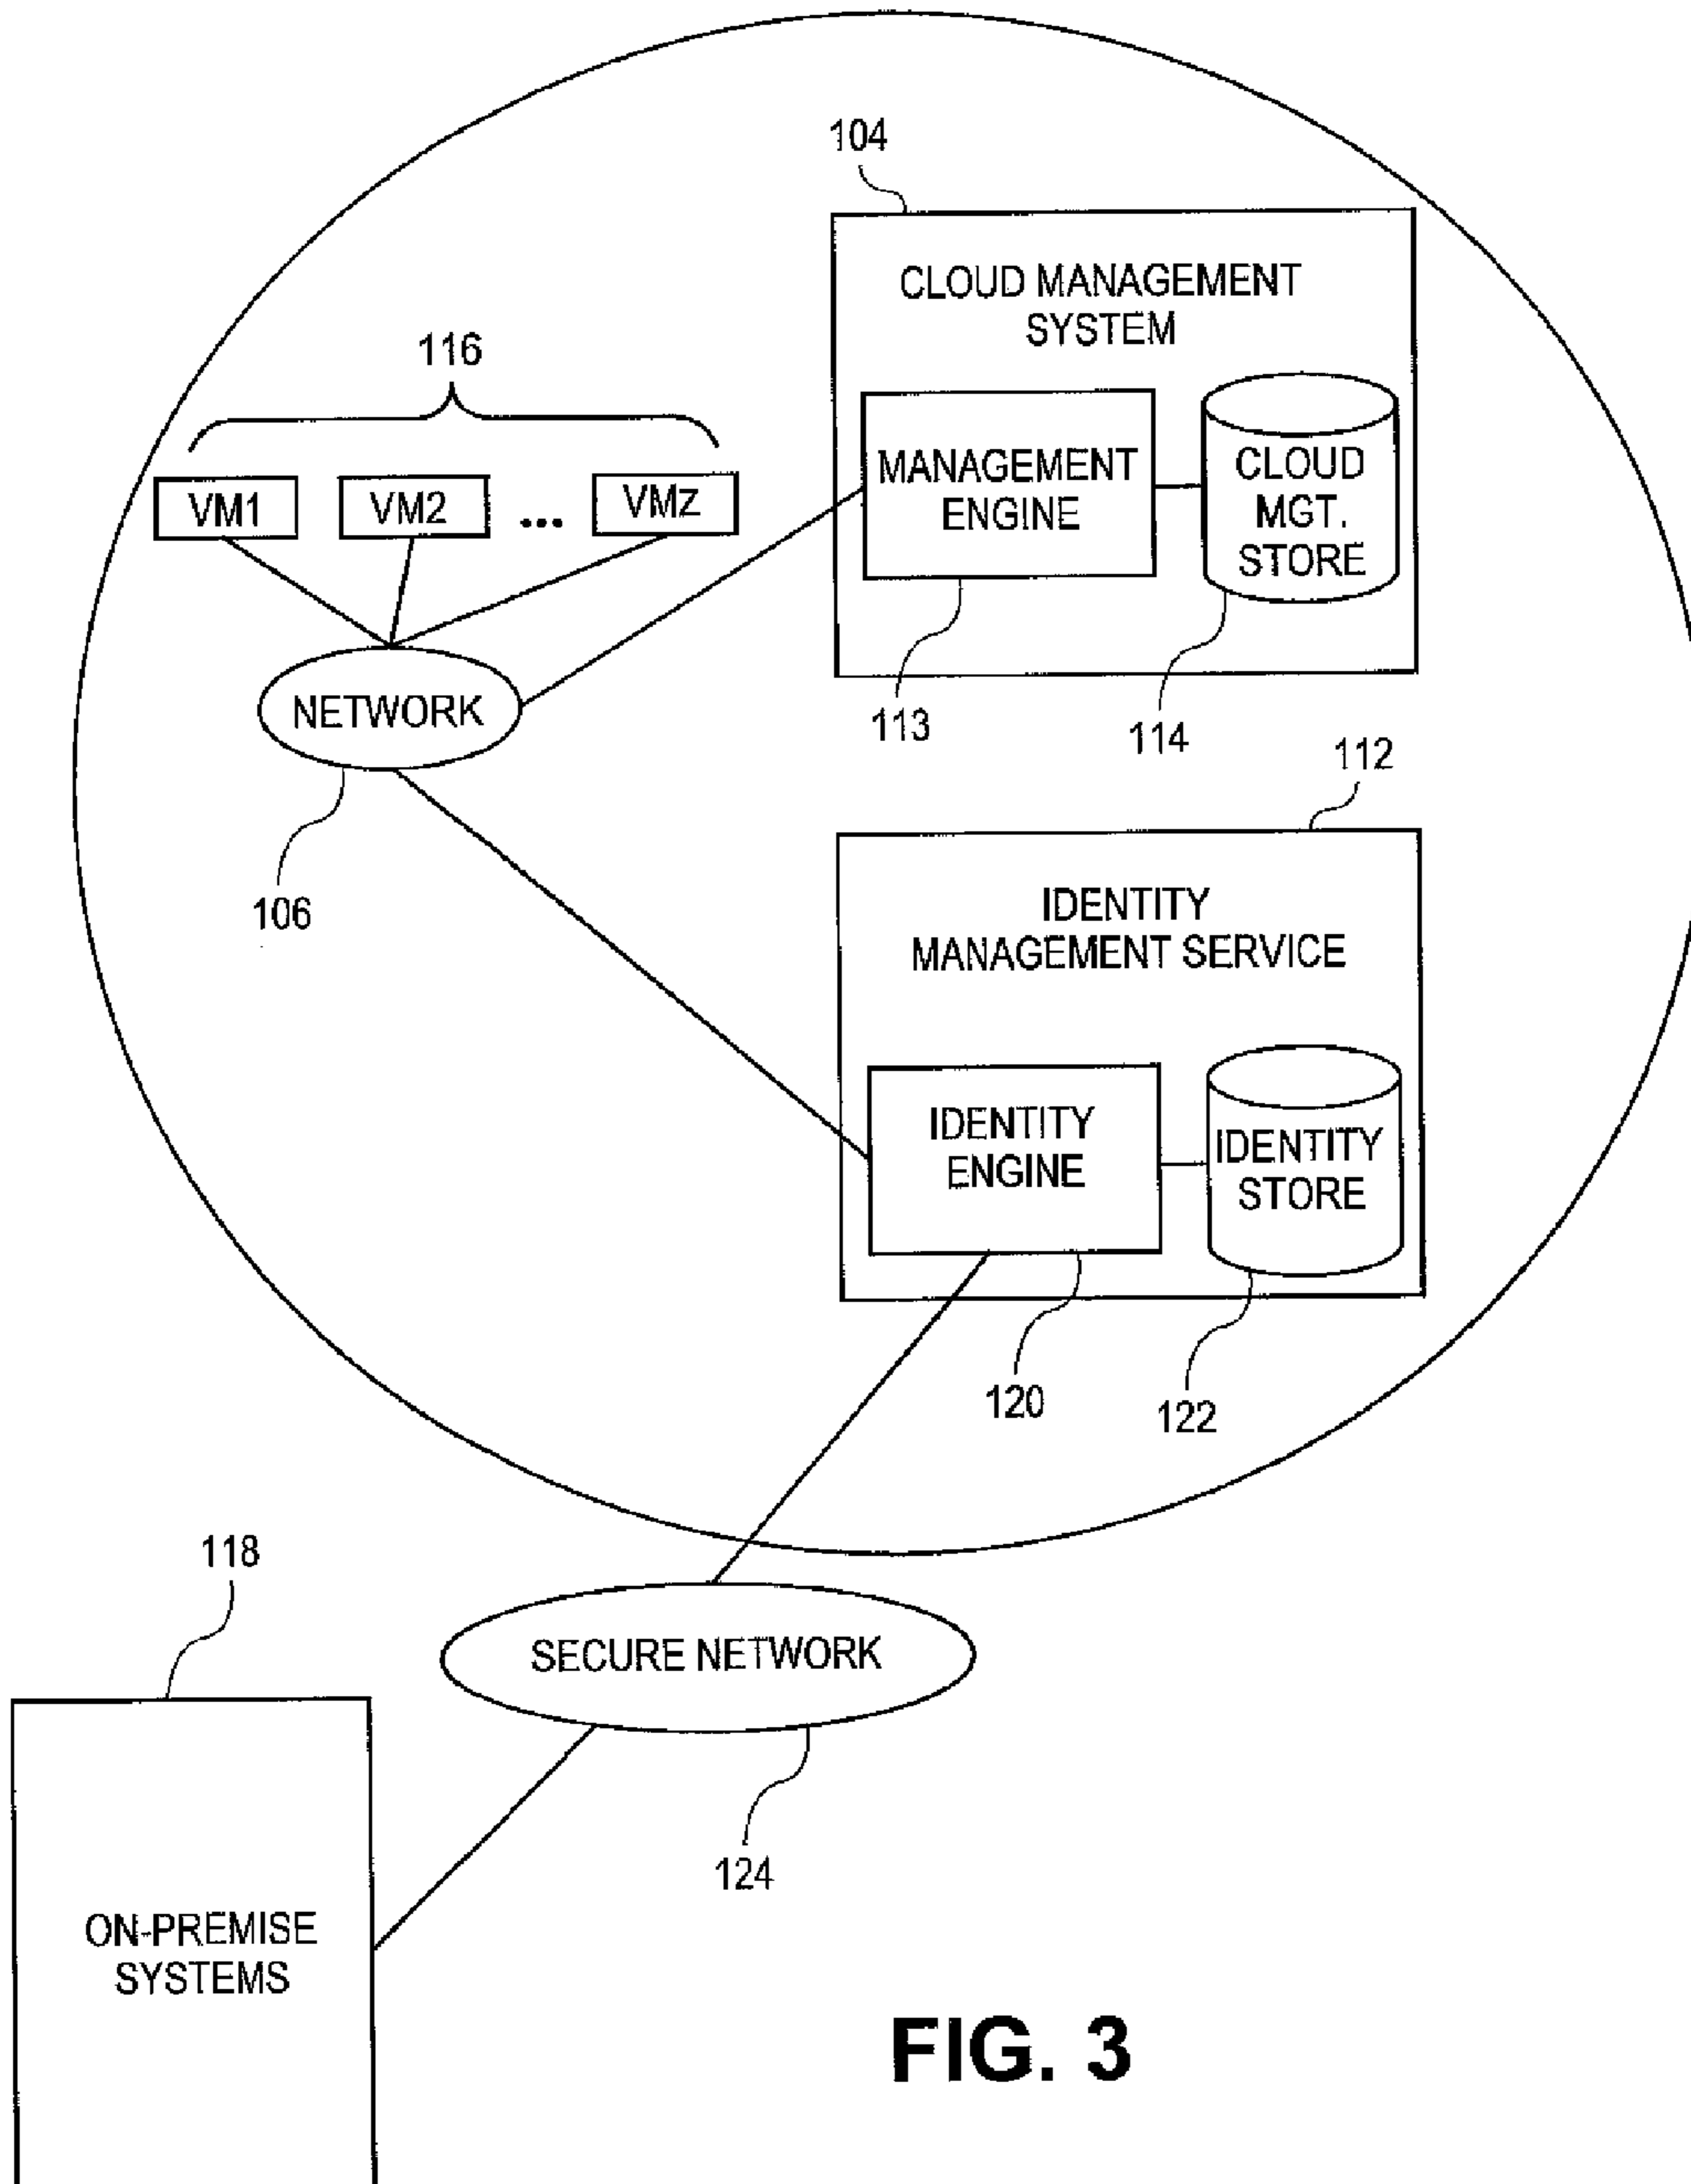 104
CLOUD MANAGEMENT
SYSTEM
116
MANAGEMENT
ENGINE
CLOUD
MGT.
STORE
VM1
VM2
...
VMZ
NETWORK
113
114
112
106
IDENTITY
MANAGEMENT SERVICE
IDENTITY
ENGINE
IDENTITY
STORE
120
122
118
SECURE NETWORK
124
ON-PREMISE
SYSTEMS
FIG. 3